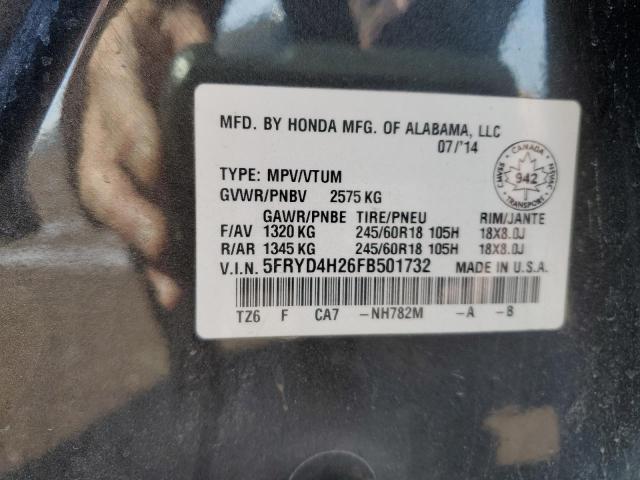 MFD. BY HONDA MFG. OF ALABAMA, LLC
07/'14
TYPE: MPV/VTUM
GVWR/PNBV 2575 KG
GAWR/PNBE TIRE/PNEU RIM/JANTE
F/AV 1320 KG 245/60R18 105H 18X8.0J
R/AR 1345 KG 245/60R18 105H 18X8.0J
V.I.N. 5FRYD4H26FB501732 MADE IN U.S.A.
TZ6 F CA7 -NH782M -A -B
CANADA
CMVSS 942 NSVAC
TRANSPORT